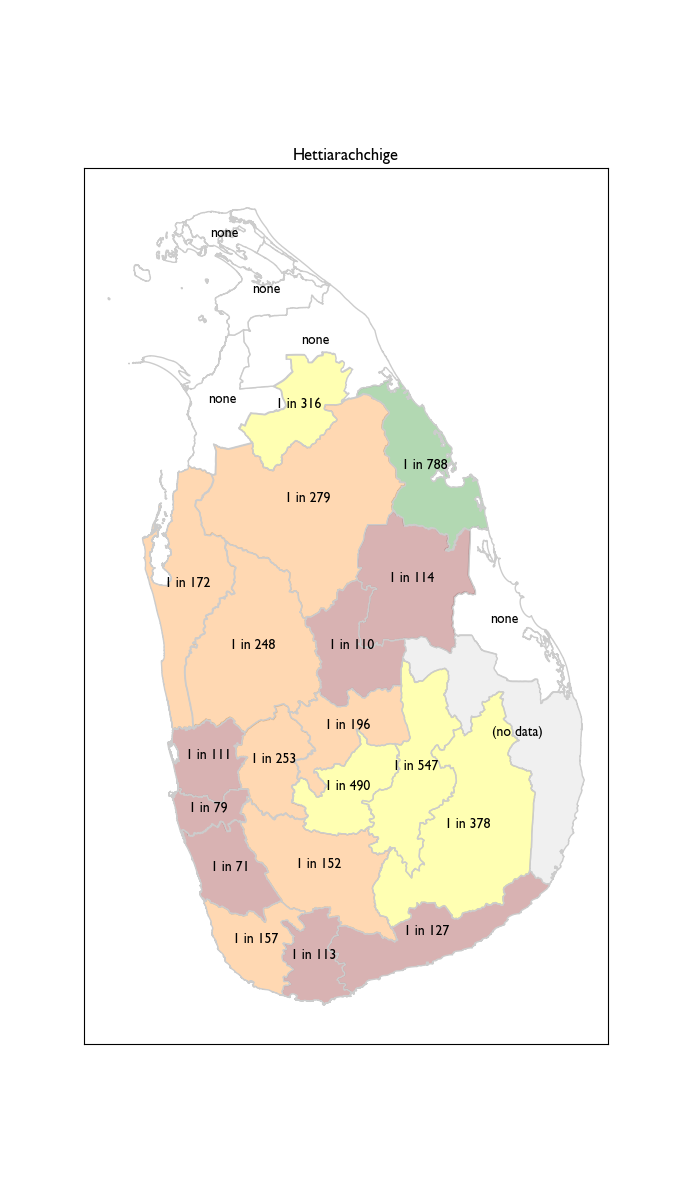 Hettiarachchige
none
none
none
none
1 in 316
1 in 788
1 in 279
1 in 114
1 in 172
none
1 in 248
1 in 110
1 in 196
(no data)
1 in 111
1 in 253
1 in 547
1 in 490
1 in 79
1 in 378
1 in 152
1 in 71
1 in 127
1 in 157
1 in 113